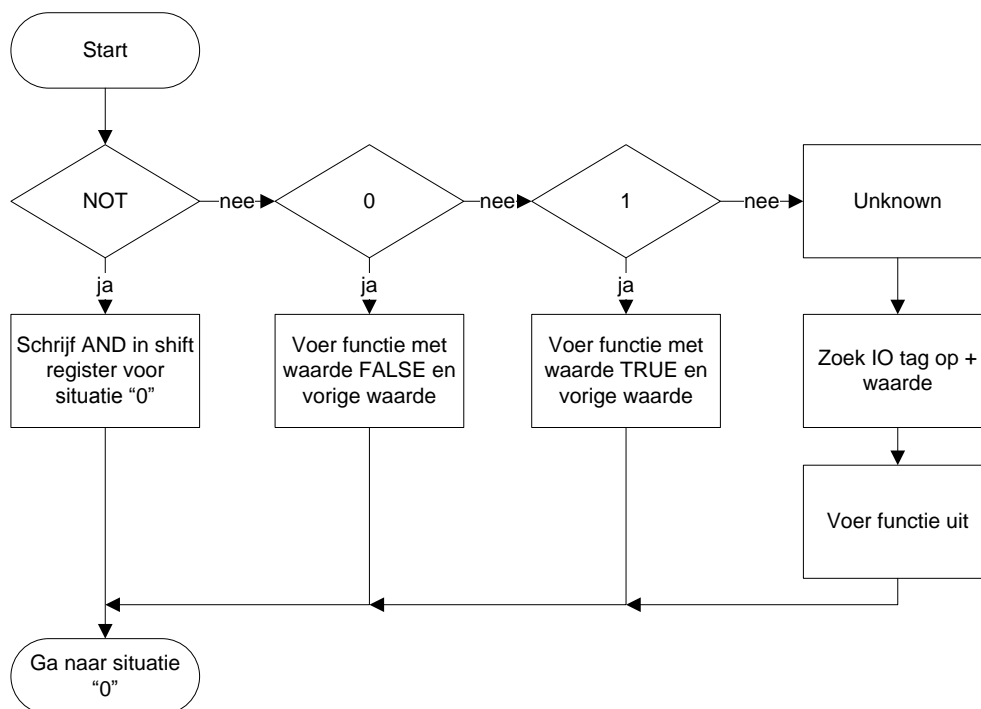 Start
NOT
nee
0
nee
1
nee
Unknown
ja
ja
ja
Schrijf AND in shift
register voor
situatie “0”
Voer functie met
waarde FALSE en
vorige waarde
Voer functie met
waarde TRUE en
vorige waarde
Zoek IO tag op +
waarde
Voer functie uit
Ga naar situatie
“0”